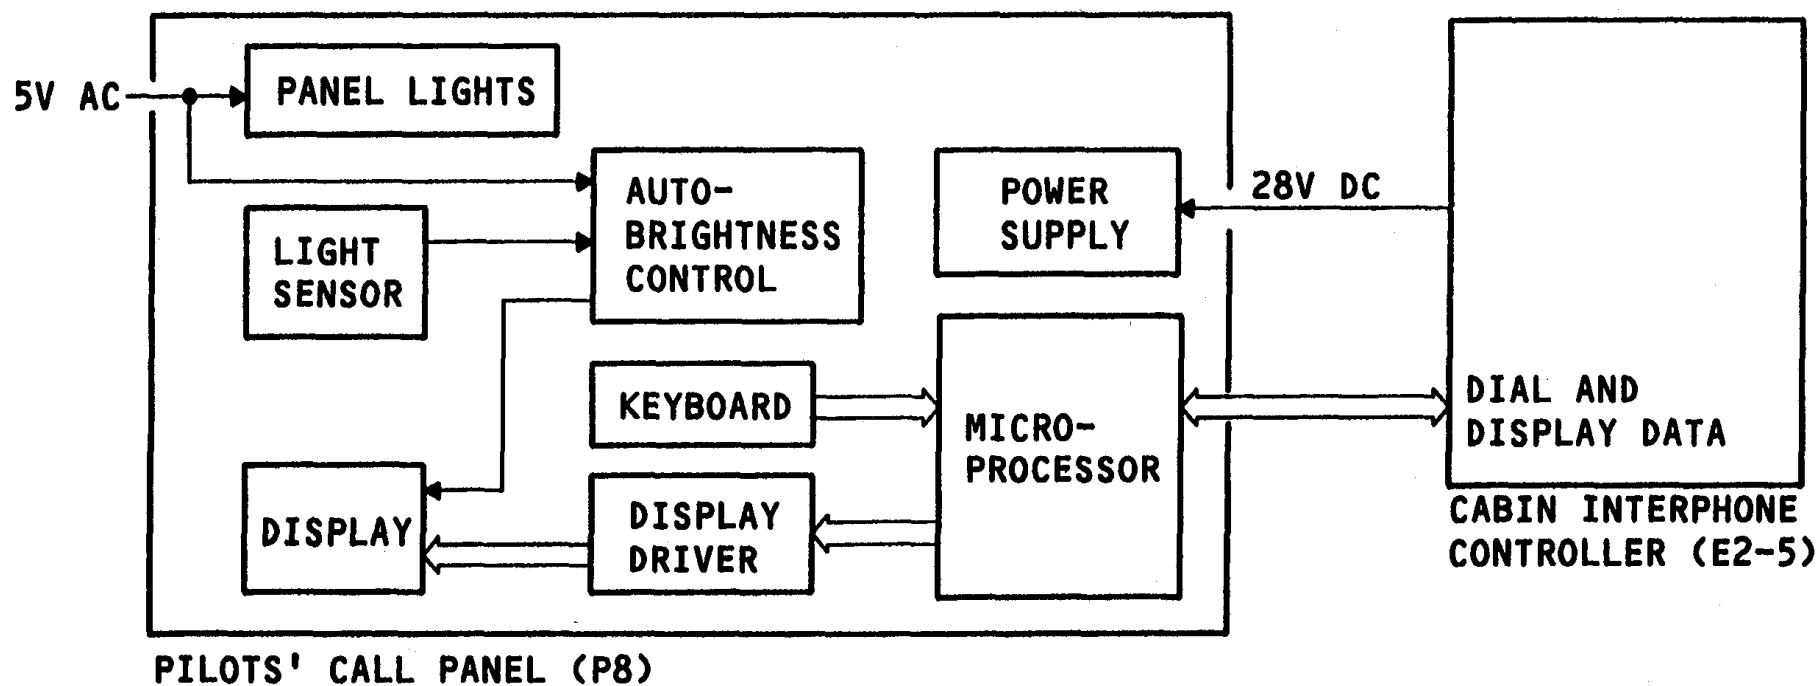 5V AC
PANEL LIGHTS
AUTO-
BRIGHTNESS
CONTROL
LIGHT
SENSOR
POWER
SUPPLY
28V DC
KEYBOARD
MICRO-
PROCESSOR
DISPLAY
DISPLAY
DRIVER
DIAL AND
DISPLAY DATA
CABIN INTERPHONE
CONTROLLER (E2-5)
PILOTS' CALL PANEL (P8)